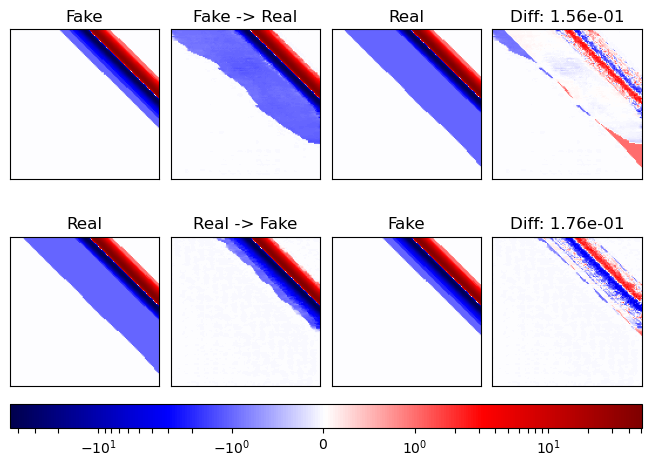 Fake Fake -> Real Real Diff: 1.56e-01
Real Real -> Fake Fake Diff: 1.76e-01
−10¹ −10⁰ 0 10⁰ 10¹